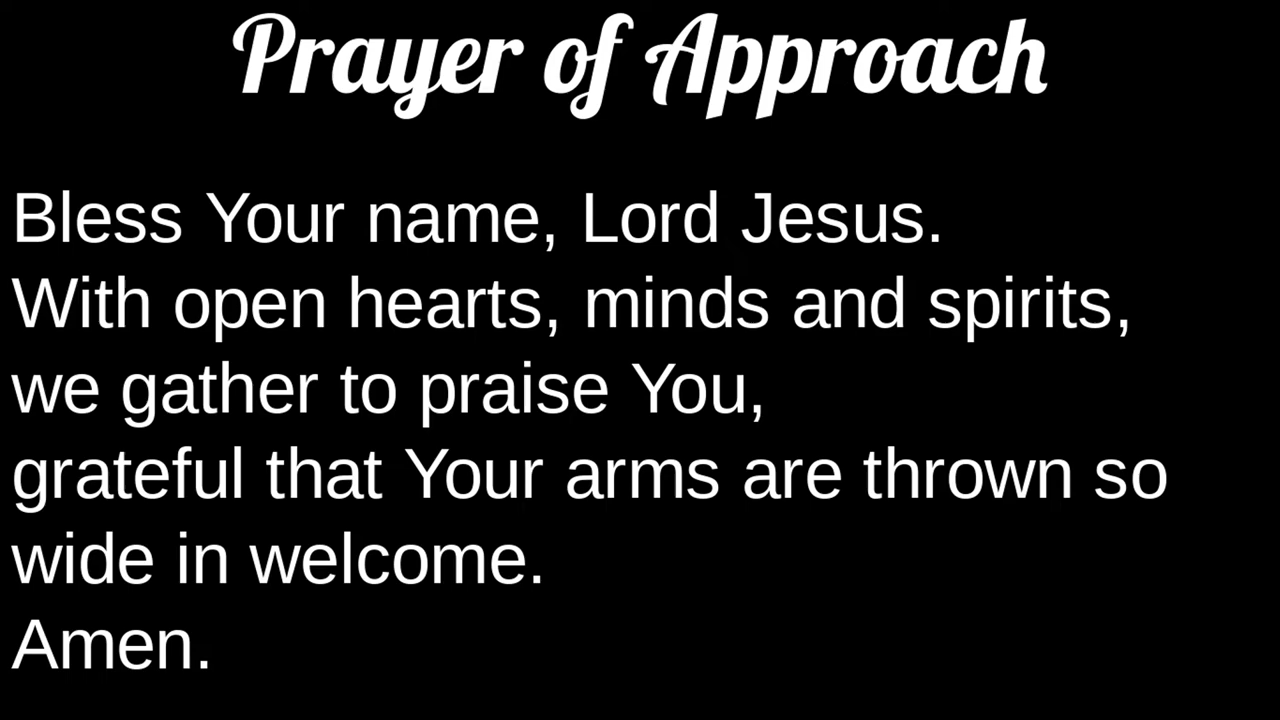 Prayer of Approach
Bless Your name, Lord Jesus.
With open hearts, minds and spirits,
we gather to praise You,
grateful that Your arms are thrown so
wide in welcome.
Amen.